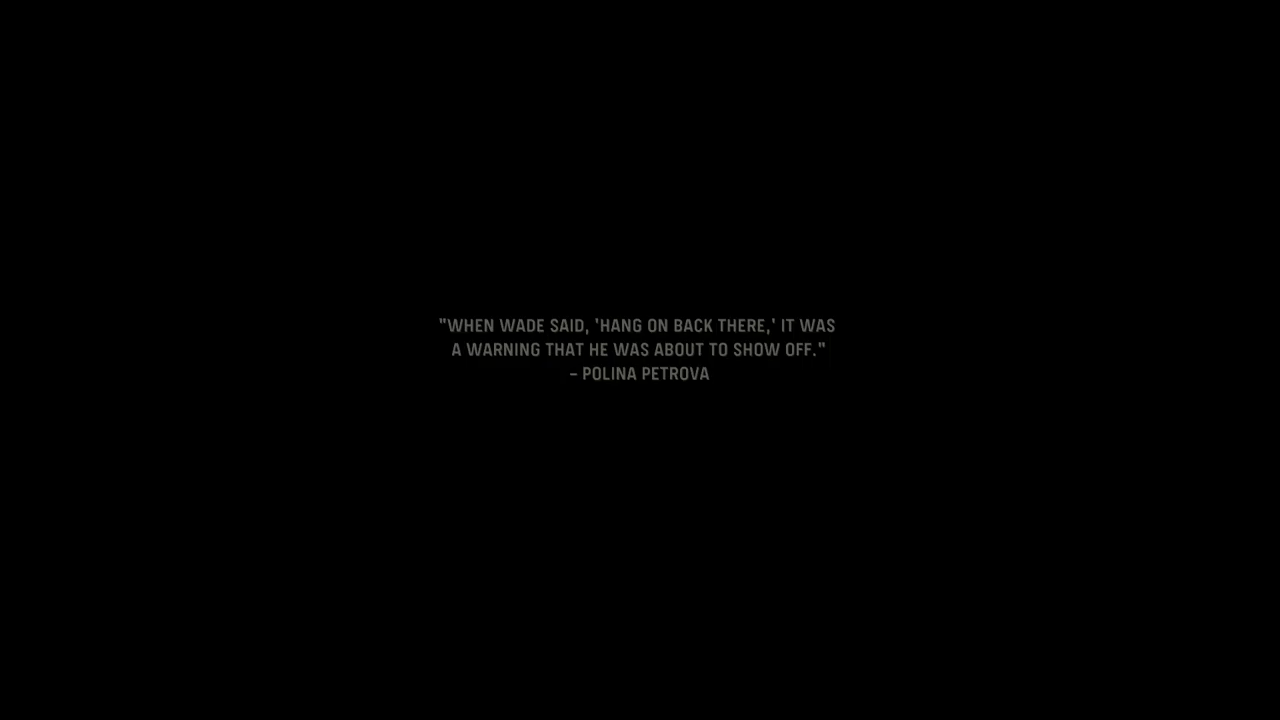 "WHEN WADE SAID, 'HANG ON BACK THERE,' IT WAS
A WARNING THAT HE WAS ABOUT TO SHOW OFF."
– POLINA PETROVA